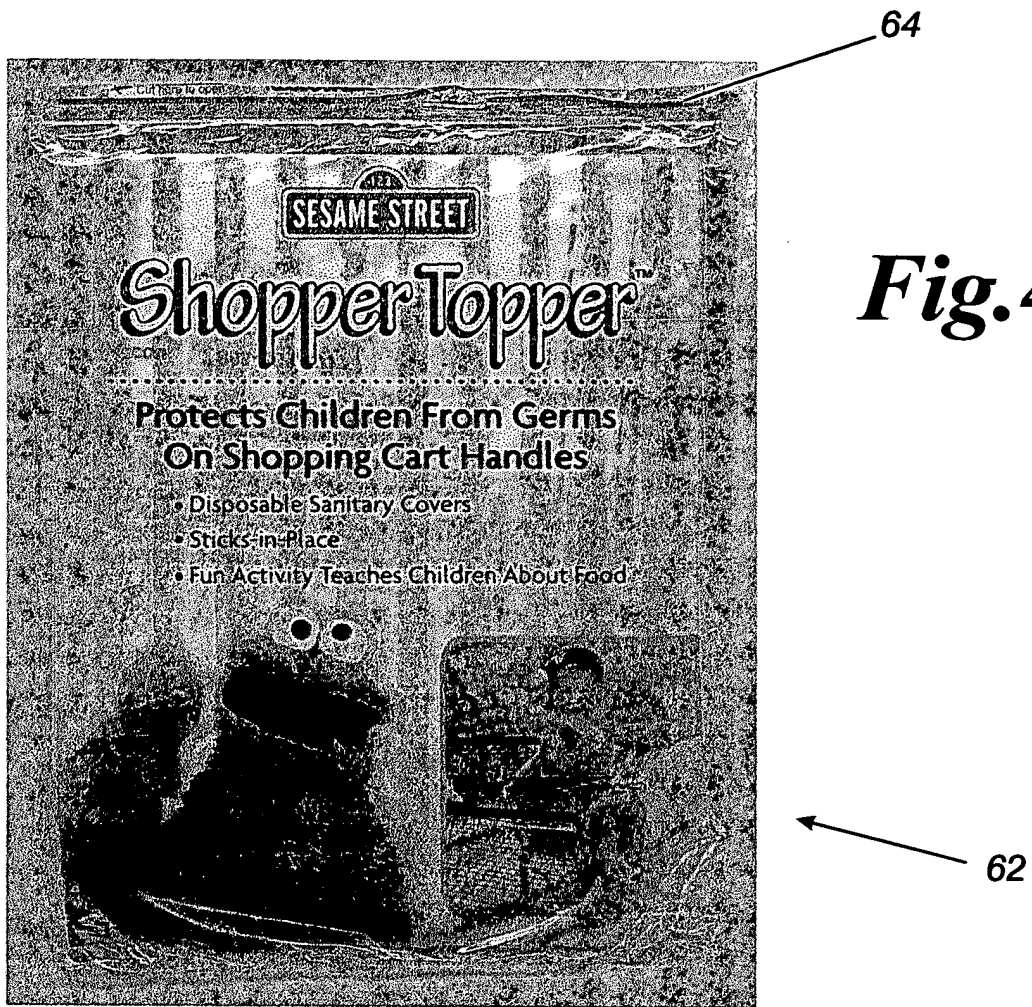 64
Cut here to open
SESAME STREET
Shopper Topper™
Fig.4
Protects Children From Germs
On Shopping Cart Handles
• Disposable Sanitary Covers
• Sticks-in-Place
• Fun Activity Teaches Children About Food
62